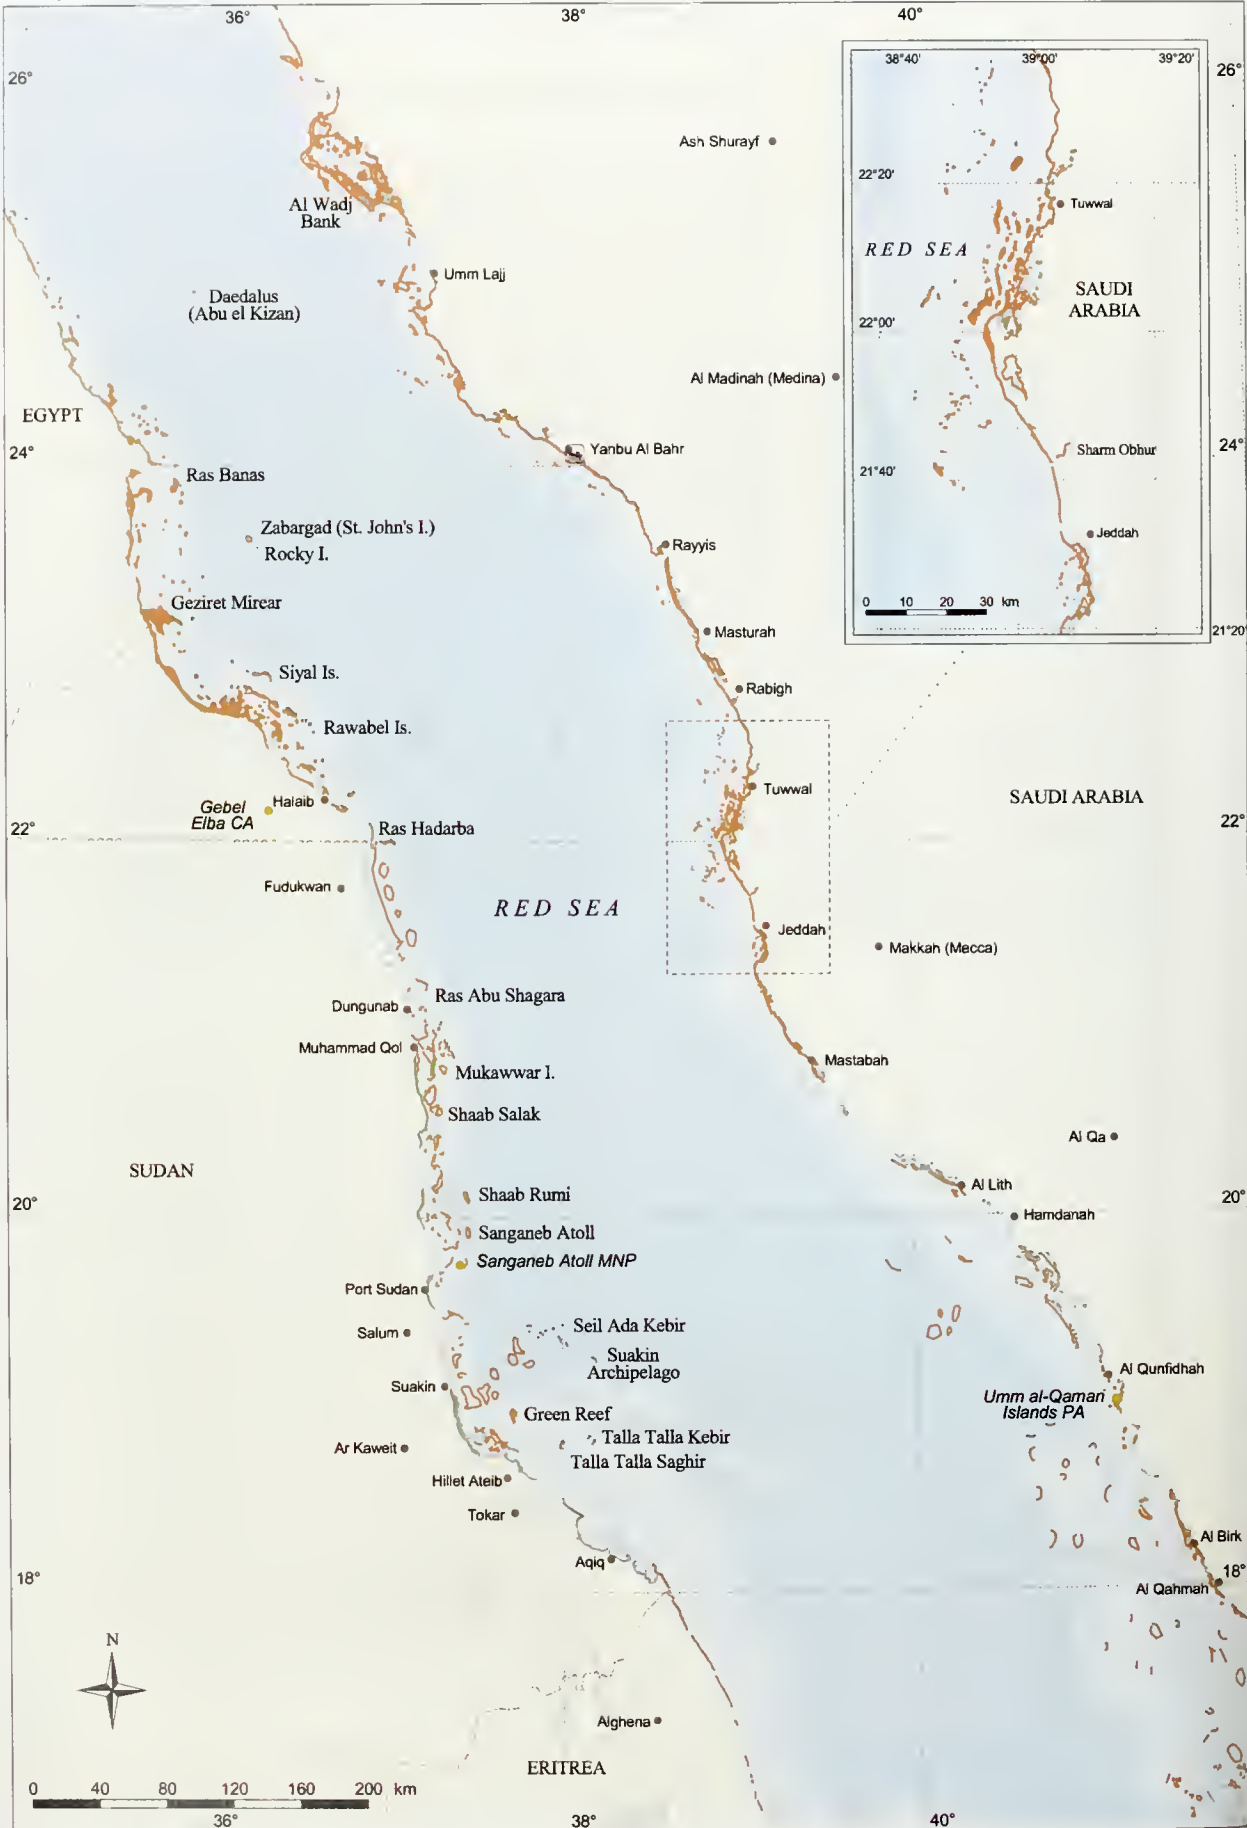 36°
38°
40°
26°
26°
38°40'
39°00'
39°20'
Ash Shurayf
22°20'
Tuwwal
Al Wadj
Bank
RED SEA
Umm Lajj
SAUDI
ARABIA
Daedalus
(Abu el Kizan)
22°00'
Al Madinah (Medina)
EGYPT
24°
24°
Yanbu Al Bahr
Sharm Obhur
21°40'
Ras Banas
Zabargad (St. John's I.)
Rocky I.
Rayyis
Jeddah
Geziret Mirear
0 10 20 30 km
Masturah
21°20'
Siyal Is.
Rabigh
Rawabel Is.
Tuwwal
SAUDI ARABIA
Halaib
Gebel
Elba CA
Ras Hadarba
22°
22°
Fudukwan
RED SEA
Jeddah
Makkah (Mecca)
Ras Abu Shagara
Dungunab
Muhammad Qol
Mastabah
Mukawwar I.
Shaab Salak
Al Qa
SUDAN
Al Lith
20°
Shaab Rumi
20°
Hamdanah
Sanganeb Atoll
Sanganeb Atoll MNP
Port Sudan
Seil Ada Kebir
Salum
Suakin
Archipelago
Al Qunfidhah
Suakin
Umm al-Qamari
Islands PA
Green Reef
Talla Talla Kebir
Ar Kaweit
Talla Talla Saghir
Hillet Ateib
Tokar
Al Birk
Aqiq
18°
18°
Al Qahmah
N
Alghena
ERITREA
0 40 80 120 160 200 km
36°
38°
40°